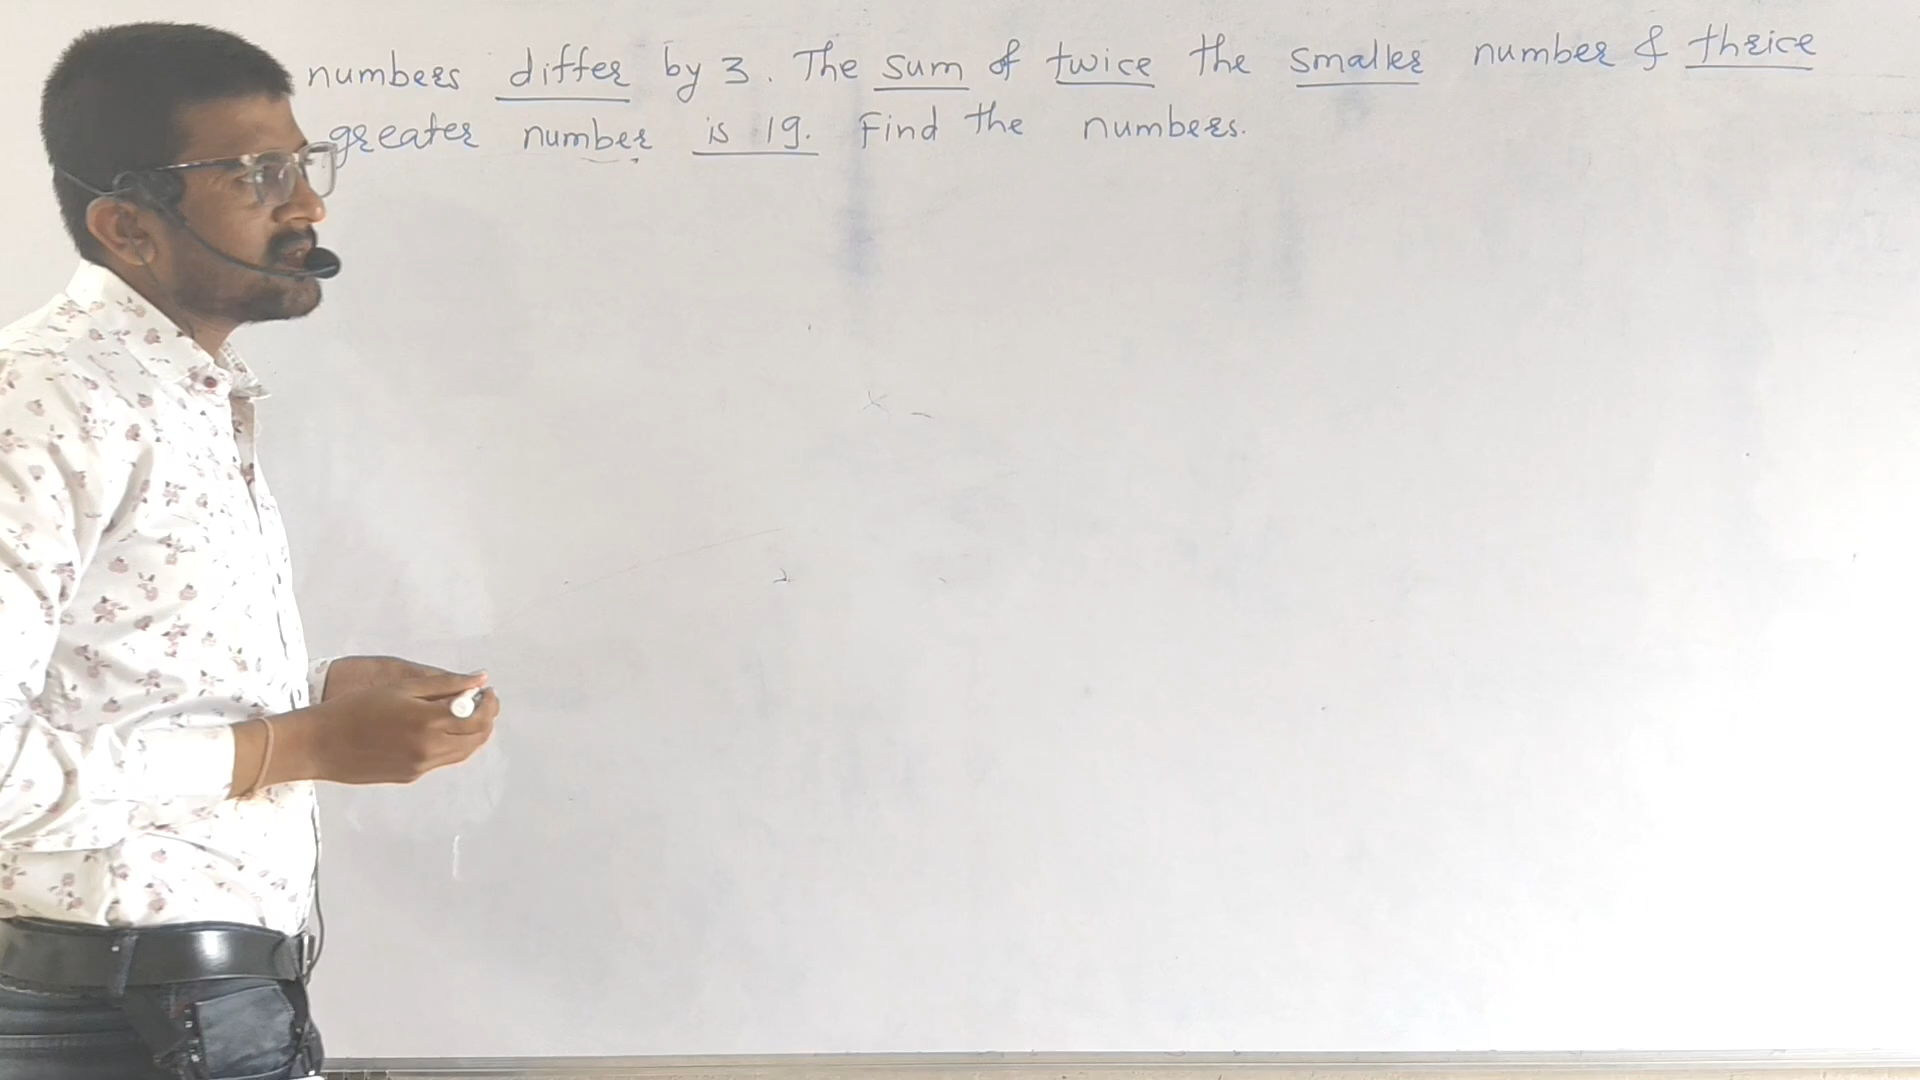 numbers differ by 3. The sum of twice the smaller number & thrice
greater number is 19. Find the numbers.
x -